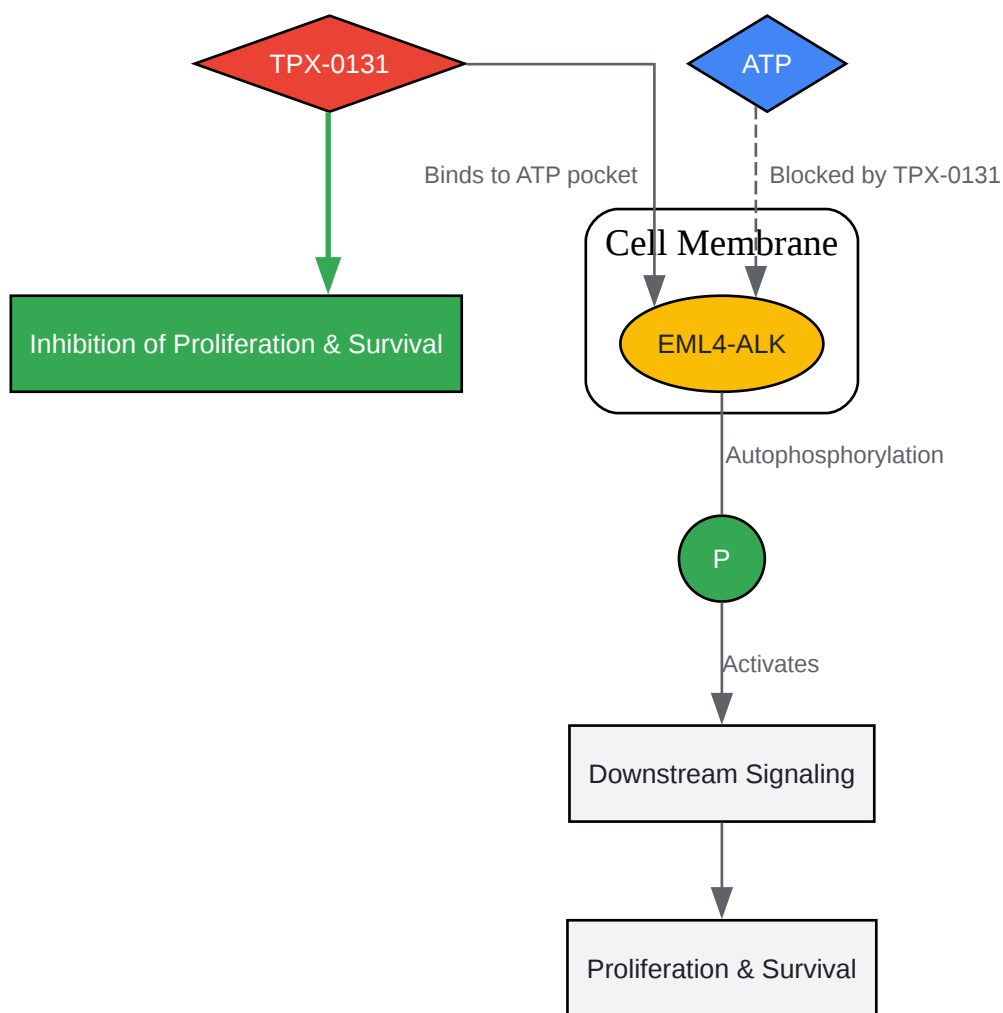 TPX-0131
ATP
Binds to ATP pocket
Blocked by TPX-0131
Cell Membrane
Inhibition of Proliferation & Survival
EML4-ALK
Autophosphorylation
P
Activates
Downstream Signaling
Proliferation & Survival